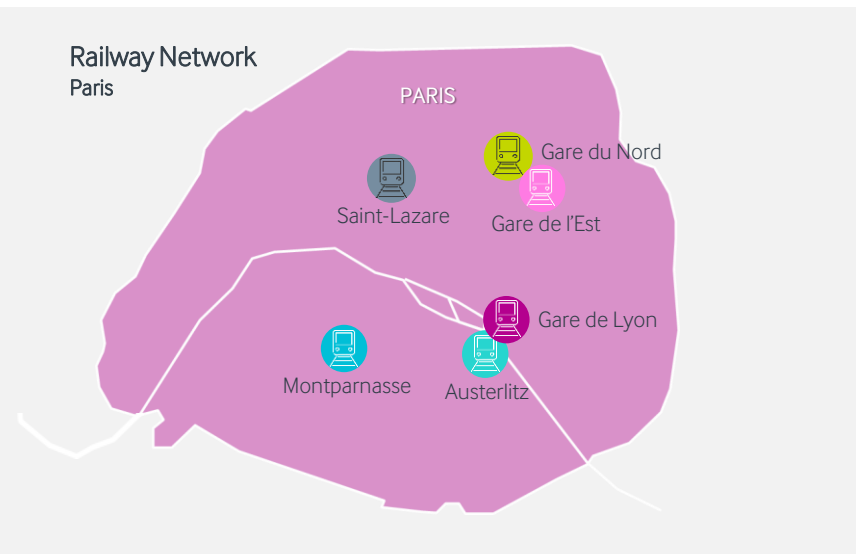 Railway Network
Paris
PARIS
Gare du Nord
Saint-Lazare
Gare de l'Est
Gare de Lyon
Montparnasse
Austerlitz